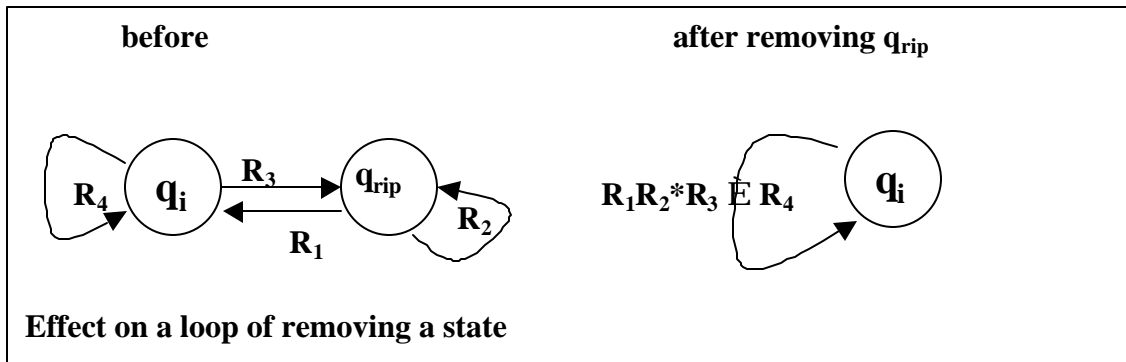 before
after removing qrip
R4
qi
R3
qrip
R2
R1
R1R2*R3 È R4
qi
Effect on a loop of removing a state